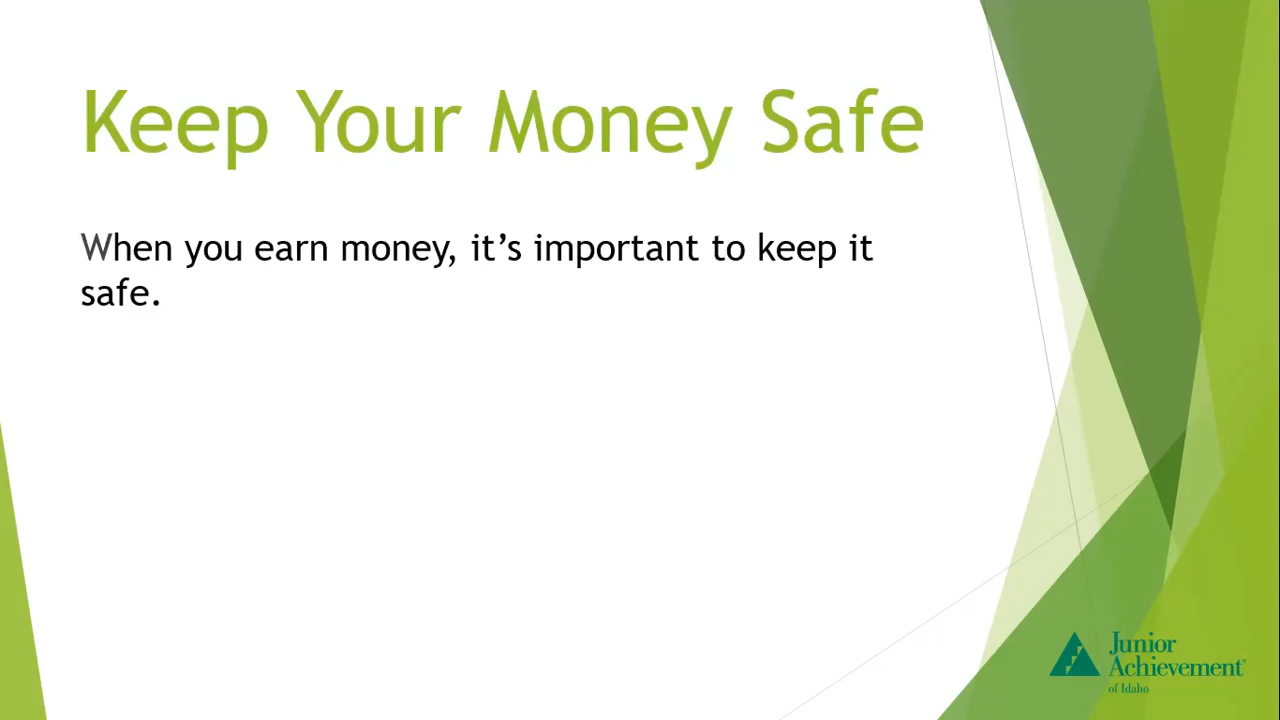 Keep Your Money Safe
When you earn money, it’s important to keep it
safe.
Junior
Achievement®
of Idaho